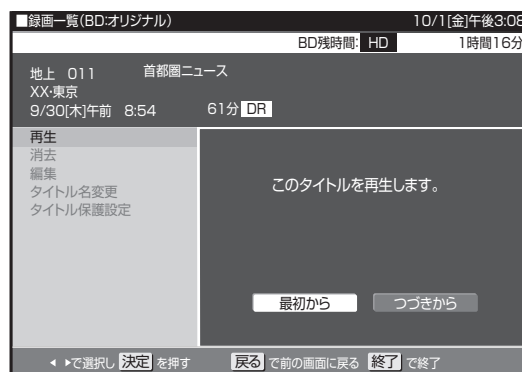 ■録画一覧(BD:オリジナル) 10/1[金]午後3:08
BD残時間: HD 1時間16分
地上 011 首都圏ニュース
XX・東京
9/30[木]午前 8:54 61分 DR
再生
消去
編集
タイトル名変更
タイトル保護設定
このタイトルを再生します。
最初から つづきから
で選択し 決定 を押す 戻る で前の画面に戻る 終了 で終了